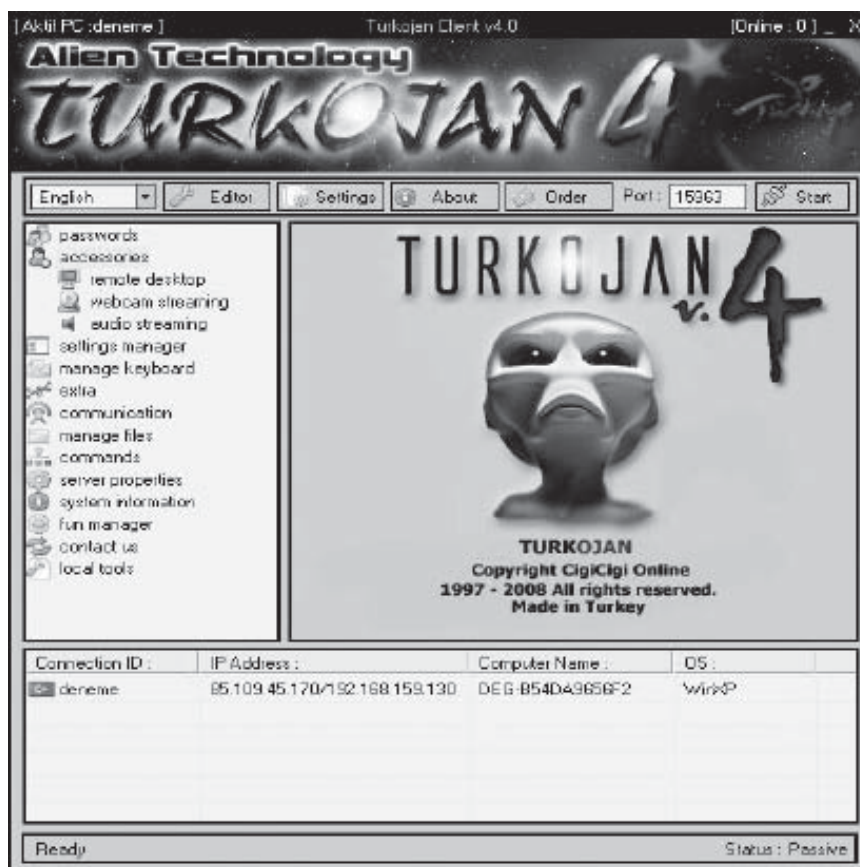 [ Aktif PC :deneme ] Turkojan Client v4.0 [Online : 0 ] _ X
Alien Technology
TURKOJAN 4
Türkiye
English Editor Settings About Order Port : 15963 Start
passwords
accessories
remote desktop
webcam streaming
audio streaming
settings manager
manage keyboard
extra
communication
manage files
commands
server properties
system information
fun manager
contact us
local tools
TURKOJAN
v.4
TURKOJAN
Copyright CigiCigi Online
1997 - 2008 All rights reserved.
Made in Turkey
Connection ID : IP Address : Computer Name : OS :
deneme 85.109.45.170/192.168.159.130 DEG-B54DA9656F2 WinXP
Ready Status : Passive